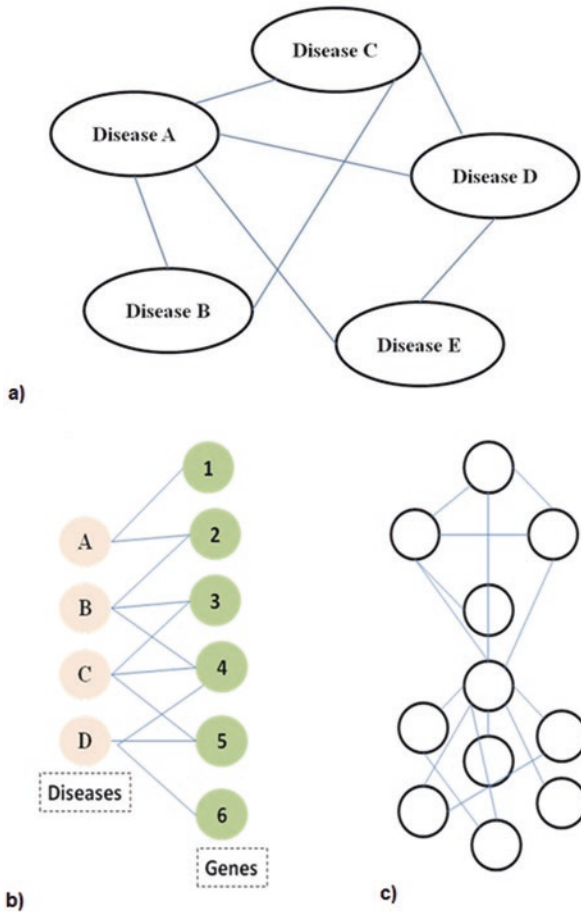 Disease C
Disease A
Disease D
Disease B
Disease E
a)
1
A
2
B
3
C
4
D
5
Diseases
6
Genes
b)
c)